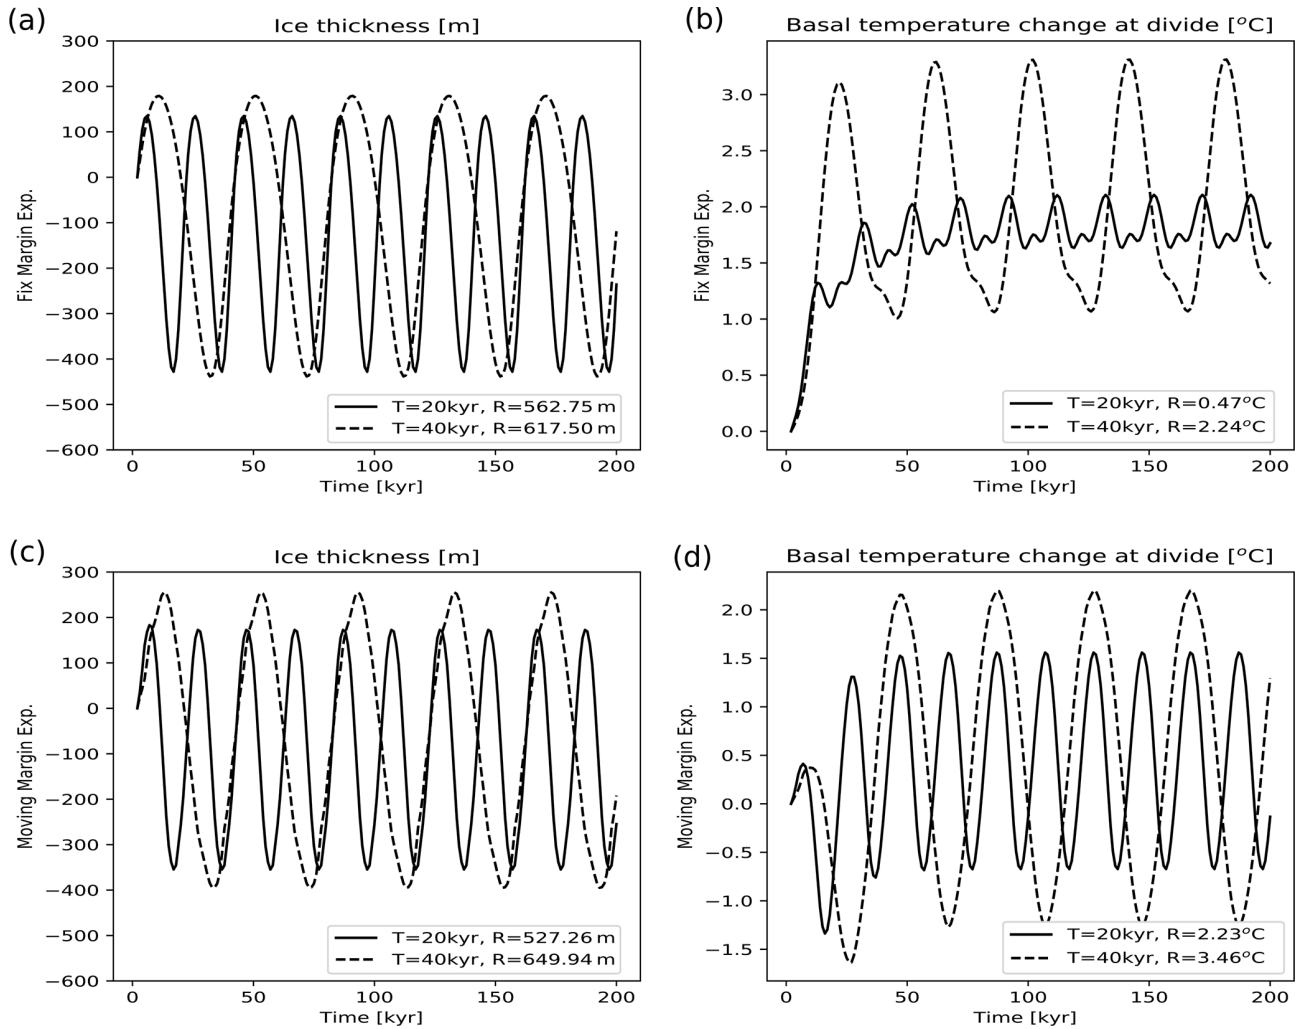 (a)
Ice thickness [m]
Fix Margin Exp.
300
200
100
0
−100
−200
−300
−400
−500
−600
T=20kyr, R=562.75 m
T=40kyr, R=617.50 m
0
50
100
150
200
Time [kyr]
(b)
Basal temperature change at divide [°C]
Fix Margin Exp.
3.0
2.5
2.0
1.5
1.0
0.5
0.0
T=20kyr, R=0.47°C
T=40kyr, R=2.24°C
0
50
100
150
200
Time [kyr]
(c)
Ice thickness [m]
Moving Margin Exp.
300
200
100
0
−100
−200
−300
−400
−500
−600
T=20kyr, R=527.26 m
T=40kyr, R=649.94 m
0
50
100
150
200
Time [kyr]
(d)
Basal temperature change at divide [°C]
Moving Margin Exp.
2.0
1.5
1.0
0.5
0.0
−0.5
−1.0
−1.5
T=20kyr, R=2.23°C
T=40kyr, R=3.46°C
0
50
100
150
200
Time [kyr]